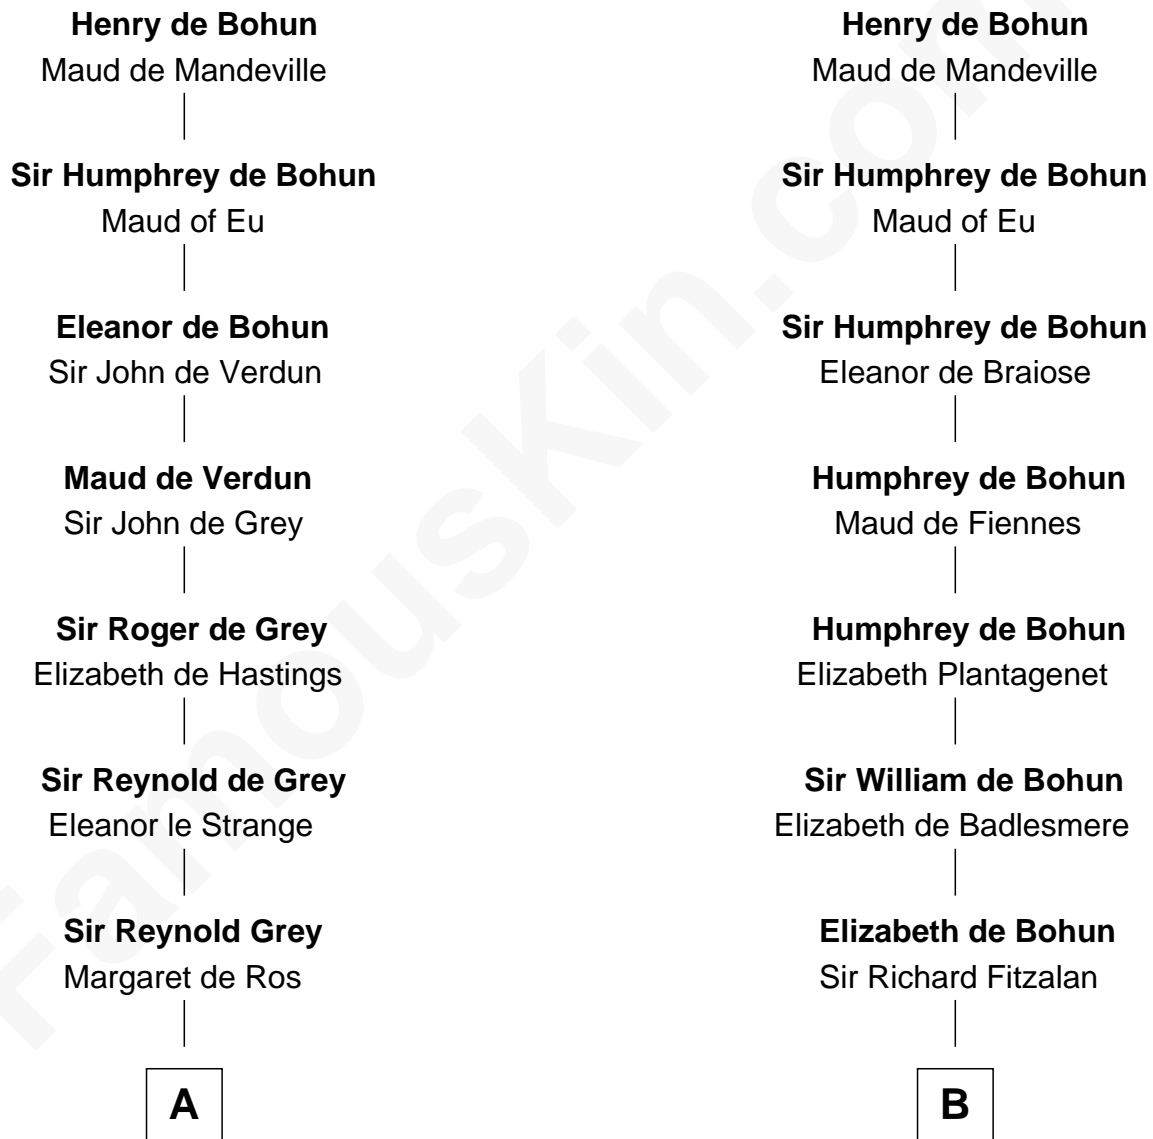 Henry de Bohun
Maud de Mandeville
Sir Humphrey de Bohun
Maud of Eu
Eleanor de Bohun
Sir John de Verdun
Maud de Verdun
Sir John de Grey
Sir Roger de Grey
Elizabeth de Hastings
Sir Reynold de Grey
Eleanor le Strange
Sir Reynold Grey
Margaret de Ros
A
Henry de Bohun
Maud de Mandeville
Sir Humphrey de Bohun
Maud of Eu
Sir Humphrey de Bohun
Eleanor de Braiose
Humphrey de Bohun
Maud de Fiennes
Humphrey de Bohun
Elizabeth Plantagenet
Sir William de Bohun
Elizabeth de Badlesmere
Elizabeth de Bohun
Sir Richard Fitzalan
B
FamousKin.com